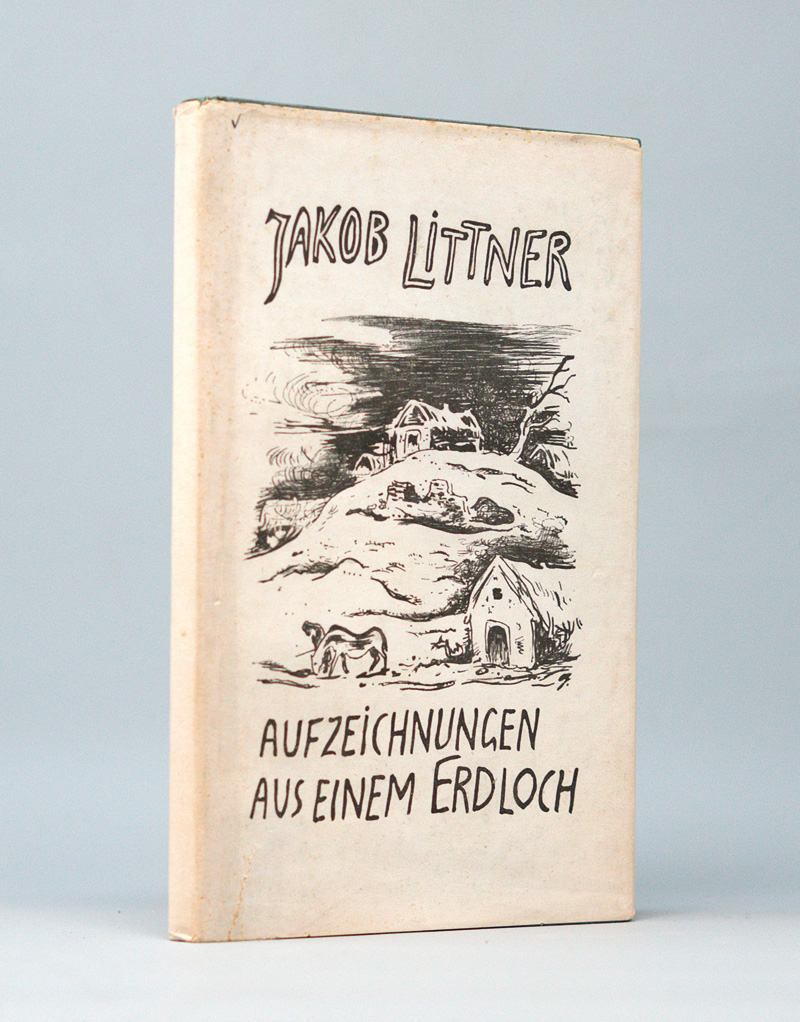 JAKOB LiTTNER
AUFZEiCHNUNGEN
AUS EINEM ERDLOCH